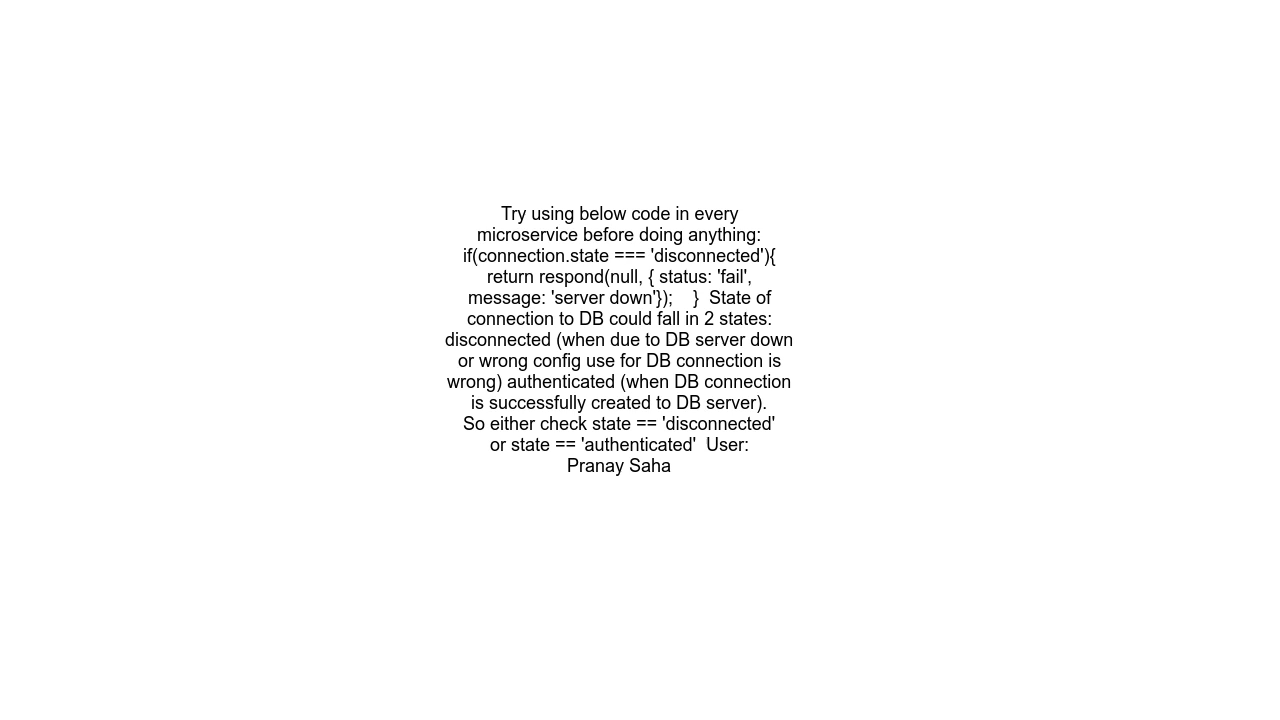 Try using below code in every
microservice before doing anything:
if(connection.state === 'disconnected'){
return respond(null, { status: 'fail',
message: 'server down'});    }  State of
connection to DB could fall in 2 states:
disconnected (when due to DB server down
or wrong config use for DB connection is
wrong) authenticated (when DB connection
is successfully created to DB server).
So either check state == 'disconnected'
or state == 'authenticated'  User:
Pranay Saha